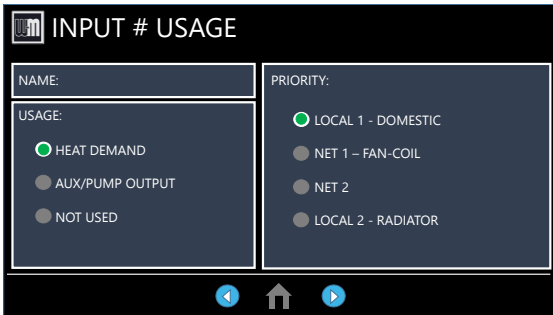 WM INPUT # USAGE
NAME:
USAGE:
HEAT DEMAND
AUX/PUMP OUTPUT
NOT USED
PRIORITY:
LOCAL 1 - DOMESTIC
NET 1 – FAN-COIL
NET 2
LOCAL 2 - RADIATOR